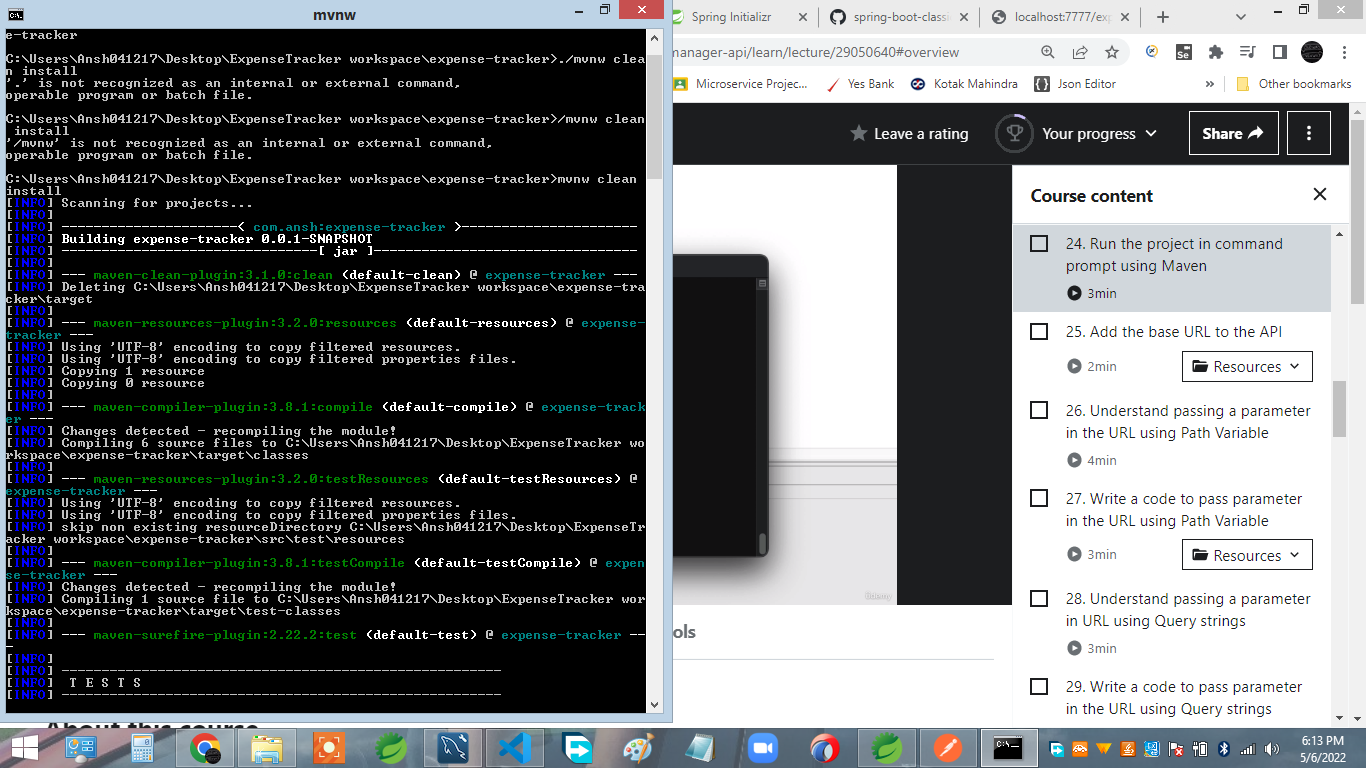 mvnw
e-tracker
C:\Users\Ansh041217\Desktop\ExpenseTracker workspace\expense-tracker>./mvnw clea
n install
'.' is not recognized as an internal or external command,
operable program or batch file.
C:\Users\Ansh041217\Desktop\ExpenseTracker workspace\expense-tracker>/mvnw clean
 install
'/mvnw' is not recognized as an internal or external command,
operable program or batch file.
C:\Users\Ansh041217\Desktop\ExpenseTracker workspace\expense-tracker>mvnw clean
install
[INFO] Scanning for projects...
[INFO]
[INFO] ----------------------< com.ansh:expense-tracker >----------------------
[INFO] Building expense-tracker 0.0.1-SNAPSHOT
[INFO] --------------------------------[ jar ]---------------------------------
[INFO]
[INFO] --- maven-clean-plugin:3.1.0:clean (default-clean) @ expense-tracker ---
[INFO] Deleting C:\Users\Ansh041217\Desktop\ExpenseTracker workspace\expense-tra
cker\target
[INFO]
[INFO] --- maven-resources-plugin:3.2.0:resources (default-resources) @ expense-
tracker ---
[INFO] Using 'UTF-8' encoding to copy filtered resources.
[INFO] Using 'UTF-8' encoding to copy filtered properties files.
[INFO] Copying 1 resource
[INFO] Copying 0 resource
[INFO]
[INFO] --- maven-compiler-plugin:3.8.1:compile (default-compile) @ expense-track
er ---
[INFO] Changes detected - recompiling the module!
[INFO] Compiling 6 source files to C:\Users\Ansh041217\Desktop\ExpenseTracker wo
rkspace\expense-tracker\target\classes
[INFO]
[INFO] --- maven-resources-plugin:3.2.0:testResources (default-testResources) @
expense-tracker ---
[INFO] Using 'UTF-8' encoding to copy filtered resources.
[INFO] Using 'UTF-8' encoding to copy filtered properties files.
[INFO] skip non existing resourceDirectory C:\Users\Ansh041217\Desktop\ExpenseTr
acker workspace\expense-tracker\src\test\resources
[INFO]
[INFO] --- maven-compiler-plugin:3.8.1:testCompile (default-testCompile) @ expen
se-tracker ---
[INFO] Changes detected - recompiling the module!
[INFO] Compiling 1 source file to C:\Users\Ansh041217\Desktop\ExpenseTracker wor
kspace\expense-tracker\target\test-classes
[INFO]
[INFO] --- maven-surefire-plugin:2.22.2:test (default-test) @ expense-tracker --
-
[INFO]
[INFO] -------------------------------------------------------
[INFO]  T E S T S
[INFO] -------------------------------------------------------
Spring Initializr
spring-boot-classi
localhost:7777/exp
manager-api/learn/lecture/29050640#overview
Microservice Projec...
Yes Bank
Kotak Mahindra
Json Editor
Other bookmarks
Leave a rating
Your progress
Share
Course content
24. Run the project in command
prompt using Maven
3min
25. Add the base URL to the API
2min
Resources
26. Understand passing a parameter
in the URL using Path Variable
4min
27. Write a code to pass parameter
in the URL using Path Variable
3min
Resources
28. Understand passing a parameter
in URL using Query strings
3min
29. Write a code to pass parameter
in the URL using Query strings
ûdemy
ols
About this course
6:13 PM
5/6/2022